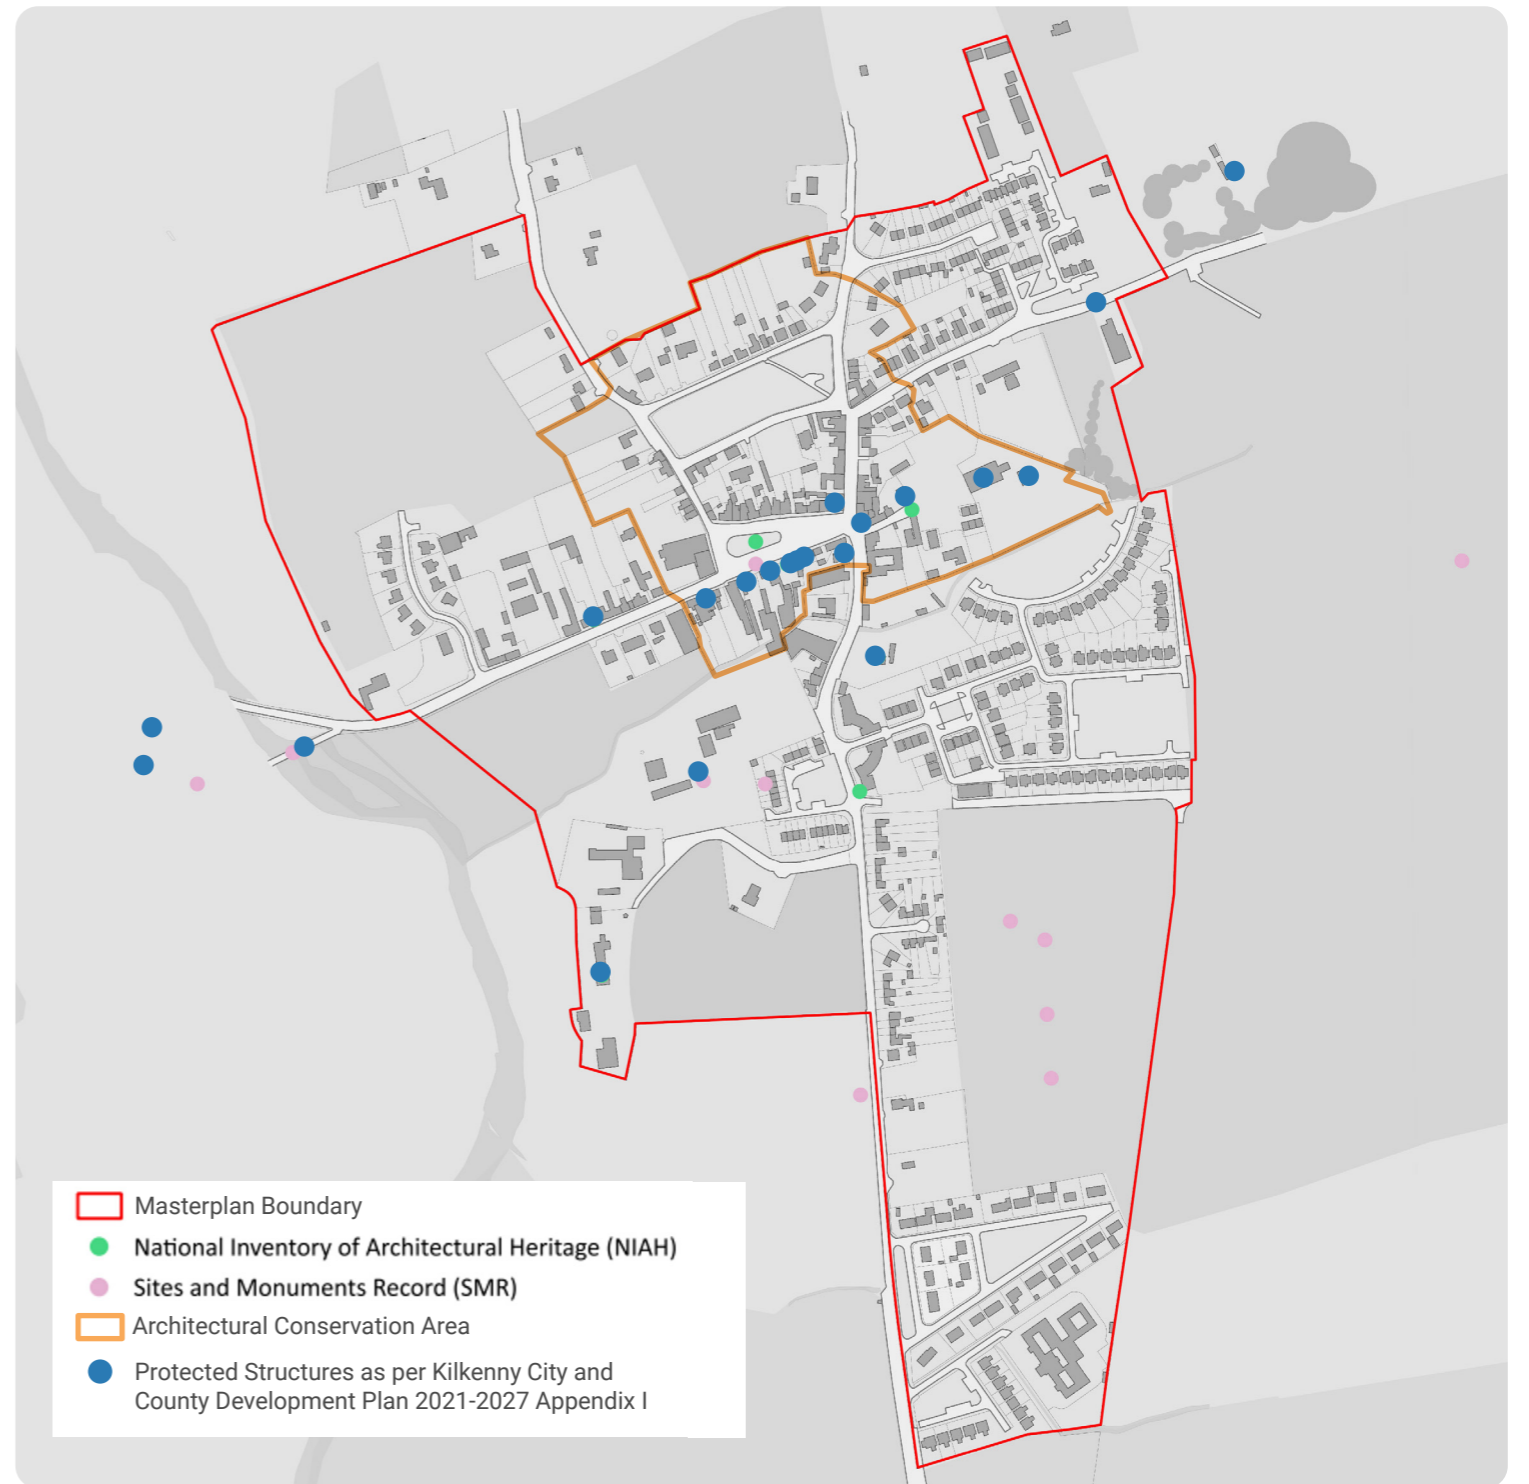 Masterplan Boundary
National Inventory of Architectural Heritage (NIAH)
Sites and Monuments Record (SMR)
Architectural Conservation Area
Protected Structures as per Kilkenny City and
County Development Plan 2021-2027 Appendix I